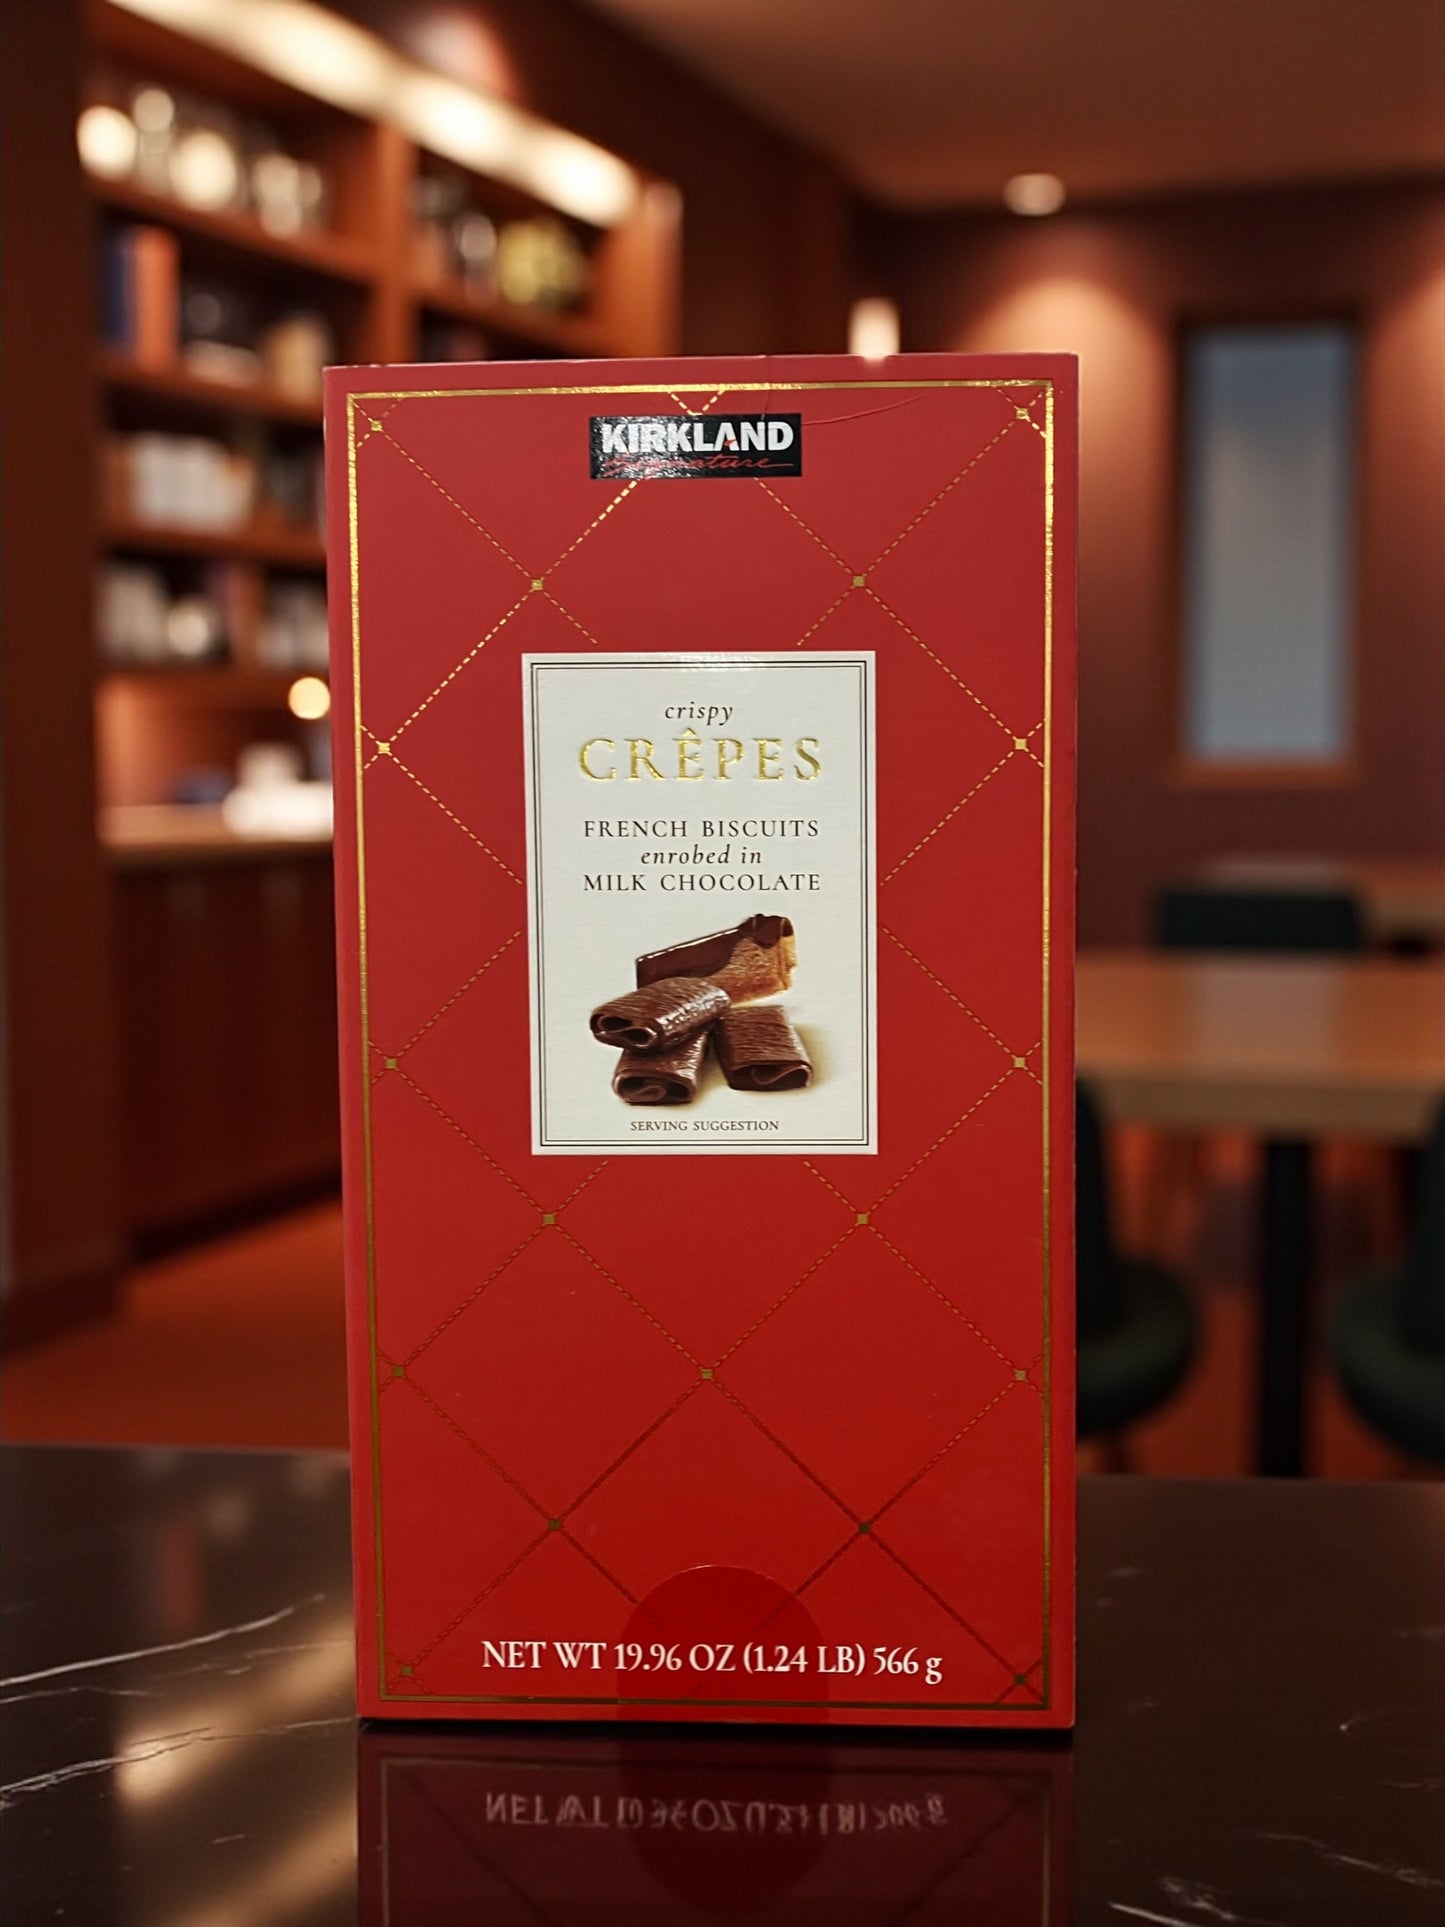 KIRKLAND
Signature
crispy
CRÊPES
FRENCH BISCUITS
enrobed in
MILK CHOCOLATE
SERVING SUGGESTION
NET WT 19.96 OZ (1.24 LB) 566 g